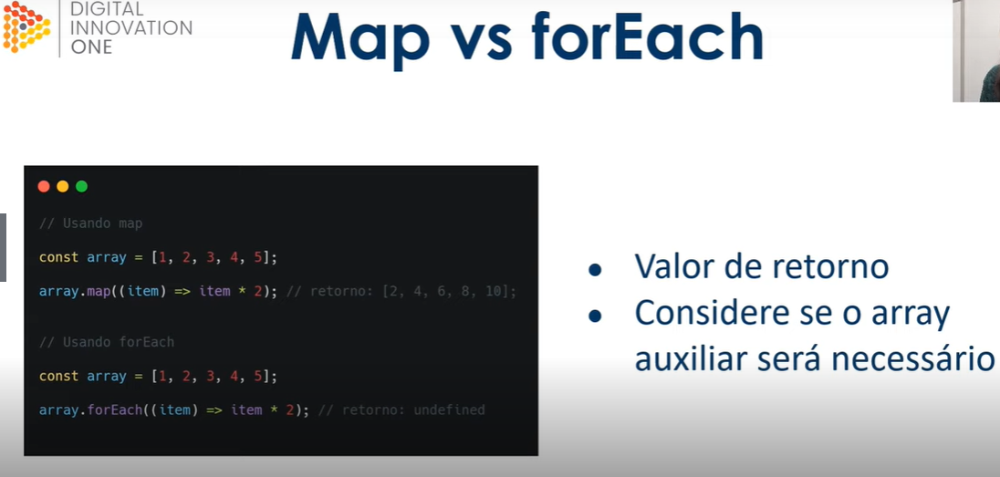 DIGITAL
INNOVATION
ONE
Map vs forEach
// Usando map
const array = [1, 2, 3, 4, 5];
array.map((item) => item * 2); // retorno: [2, 4, 6, 8, 10];
// Usando forEach
const array = [1, 2, 3, 4, 5];
array.forEach((item) => item * 2); // retorno: undefined
● Valor de retorno
● Considere se o array
auxiliar será necessário